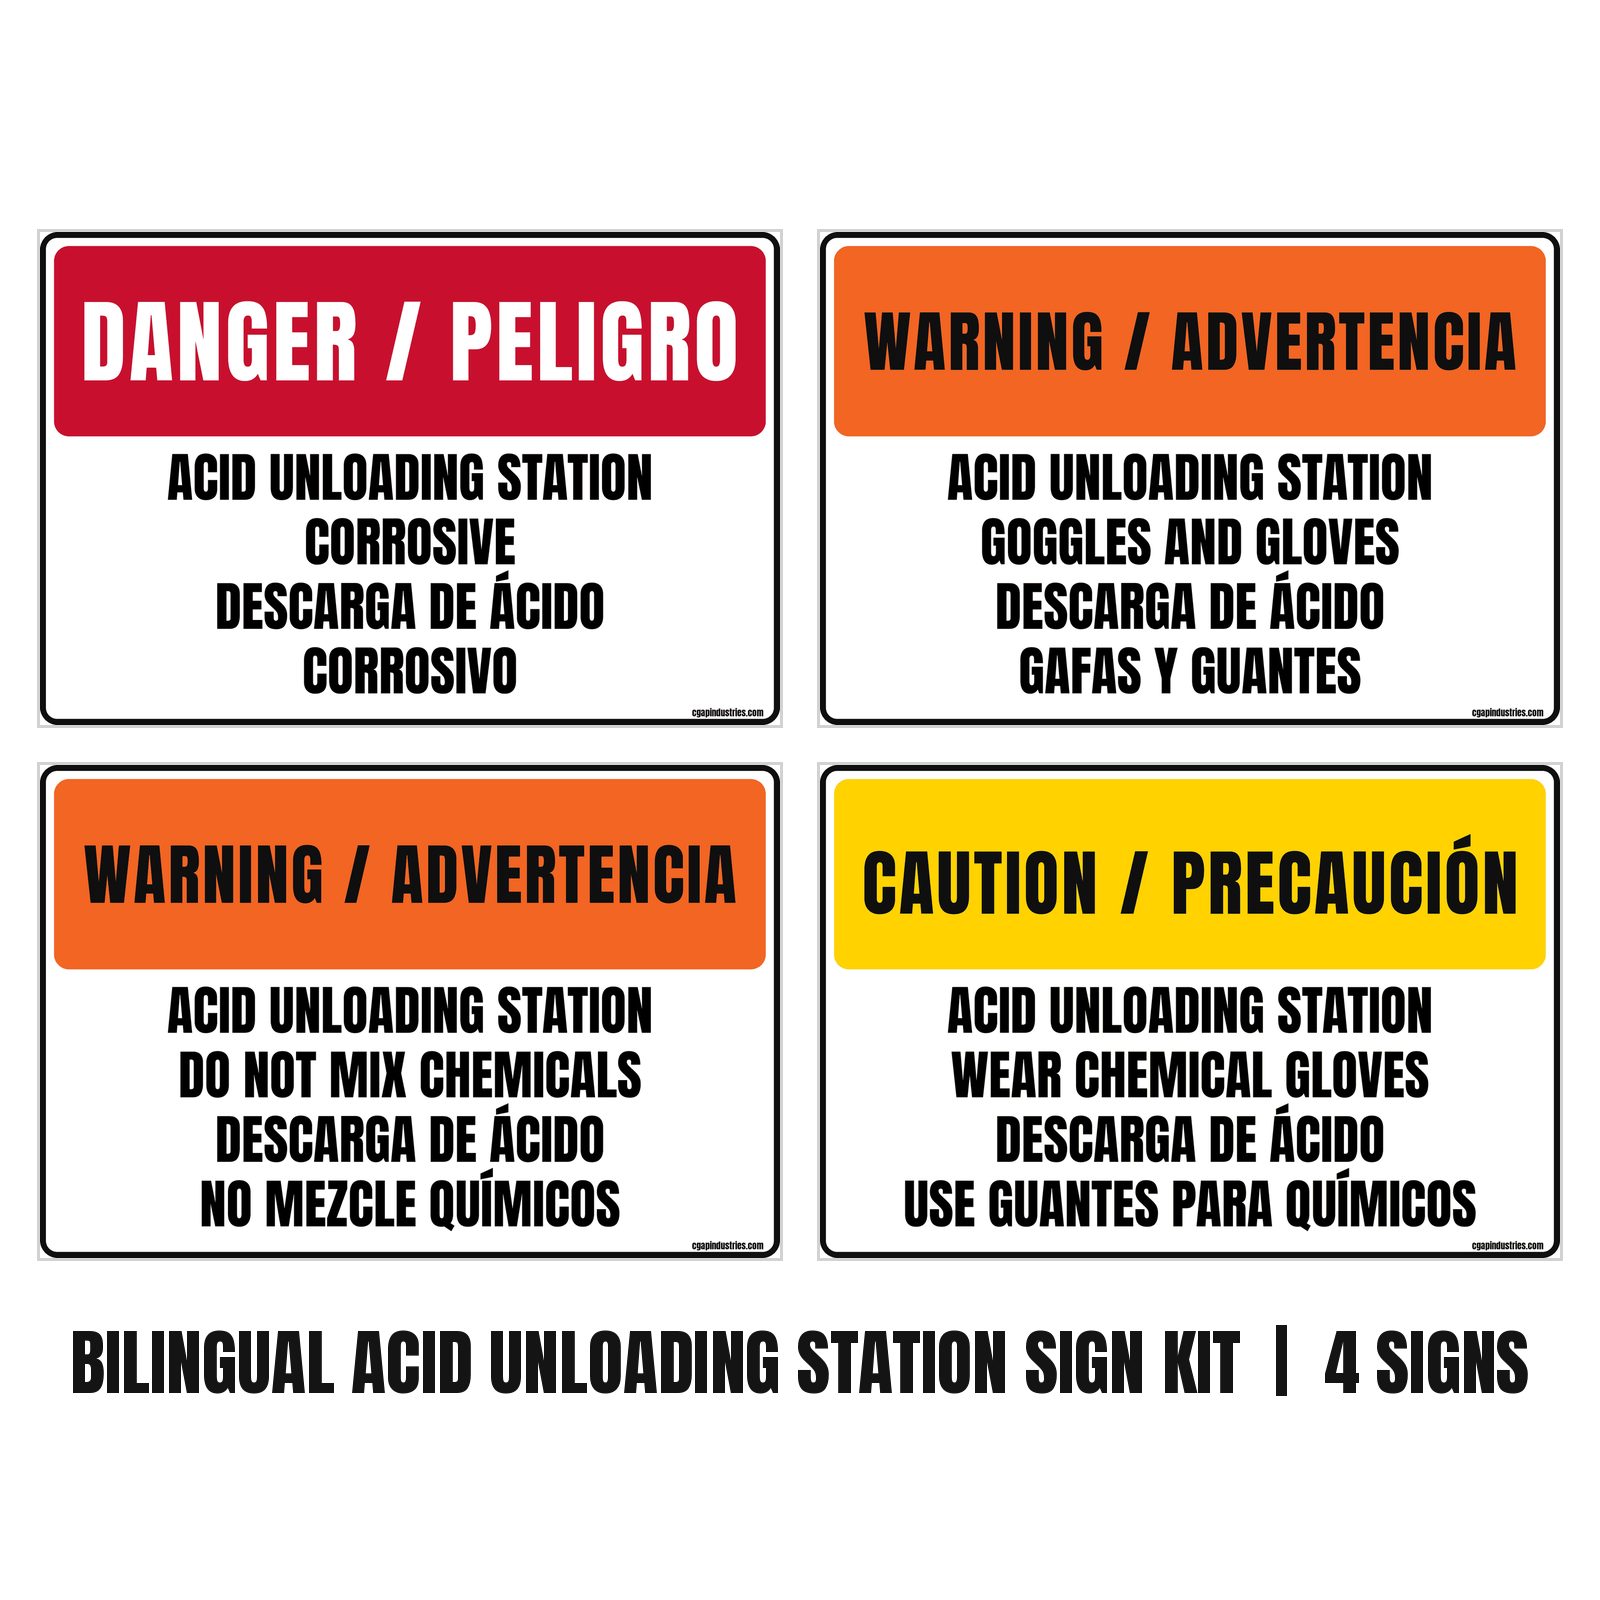 DANGER / PELIGRO
ACID UNLOADING STATION
CORROSIVE
DESCARGA DE ÁCIDO
CORROSIVO
cgapindustries.com
WARNING / ADVERTENCIA
ACID UNLOADING STATION
GOGGLES AND GLOVES
DESCARGA DE ÁCIDO
GAFAS Y GUANTES
cgapindustries.com
WARNING / ADVERTENCIA
ACID UNLOADING STATION
DO NOT MIX CHEMICALS
DESCARGA DE ÁCIDO
NO MEZCLE QUÍMICOS
cgapindustries.com
CAUTION / PRECAUCIÓN
ACID UNLOADING STATION
WEAR CHEMICAL GLOVES
DESCARGA DE ÁCIDO
USE GUANTES PARA QUÍMICOS
cgapindustries.com
BILINGUAL ACID UNLOADING STATION SIGN KIT | 4 SIGNS